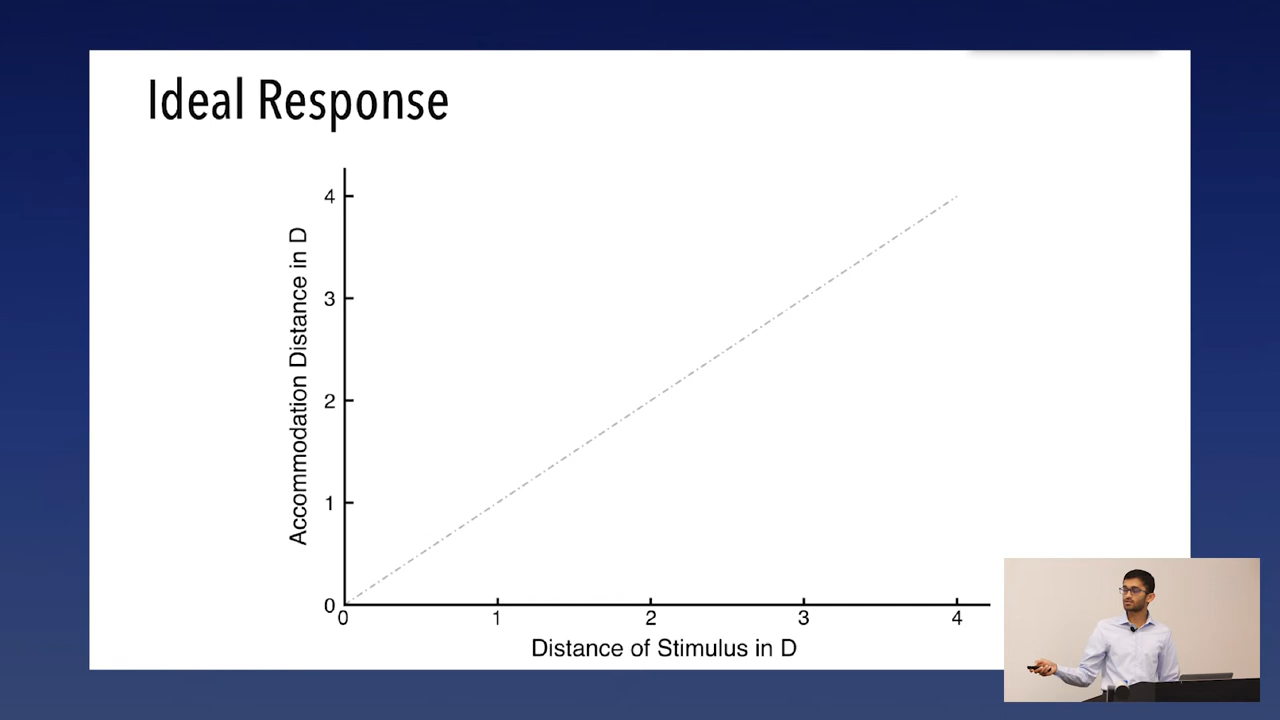 Ideal Response
Accommodation Distance in D
4
3
2
1
0
0 1 2 3 4
Distance of Stimulus in D